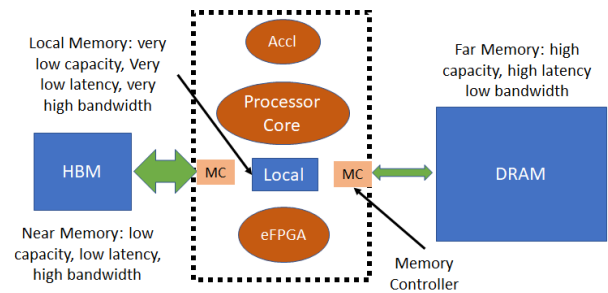 Local Memory: very
low capacity, Very
low latency, very
high bandwidth
Accl
Far Memory: high
capacity, high latency
low bandwidth
Processor
Core
HBM
MC
Local
MC
DRAM
eFPGA
Near Memory: low
capacity, low latency,
high bandwidth
Memory
Controller